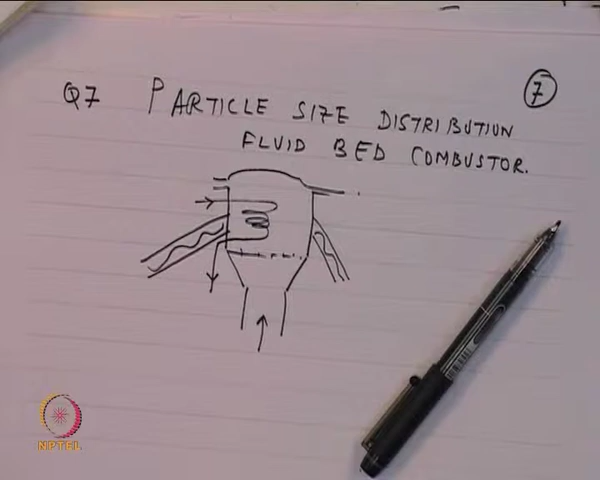 Q7 PARTICLE SIZE DISTRIBUTION
FLUID BED COMBUSTOR.
7
NPTEL